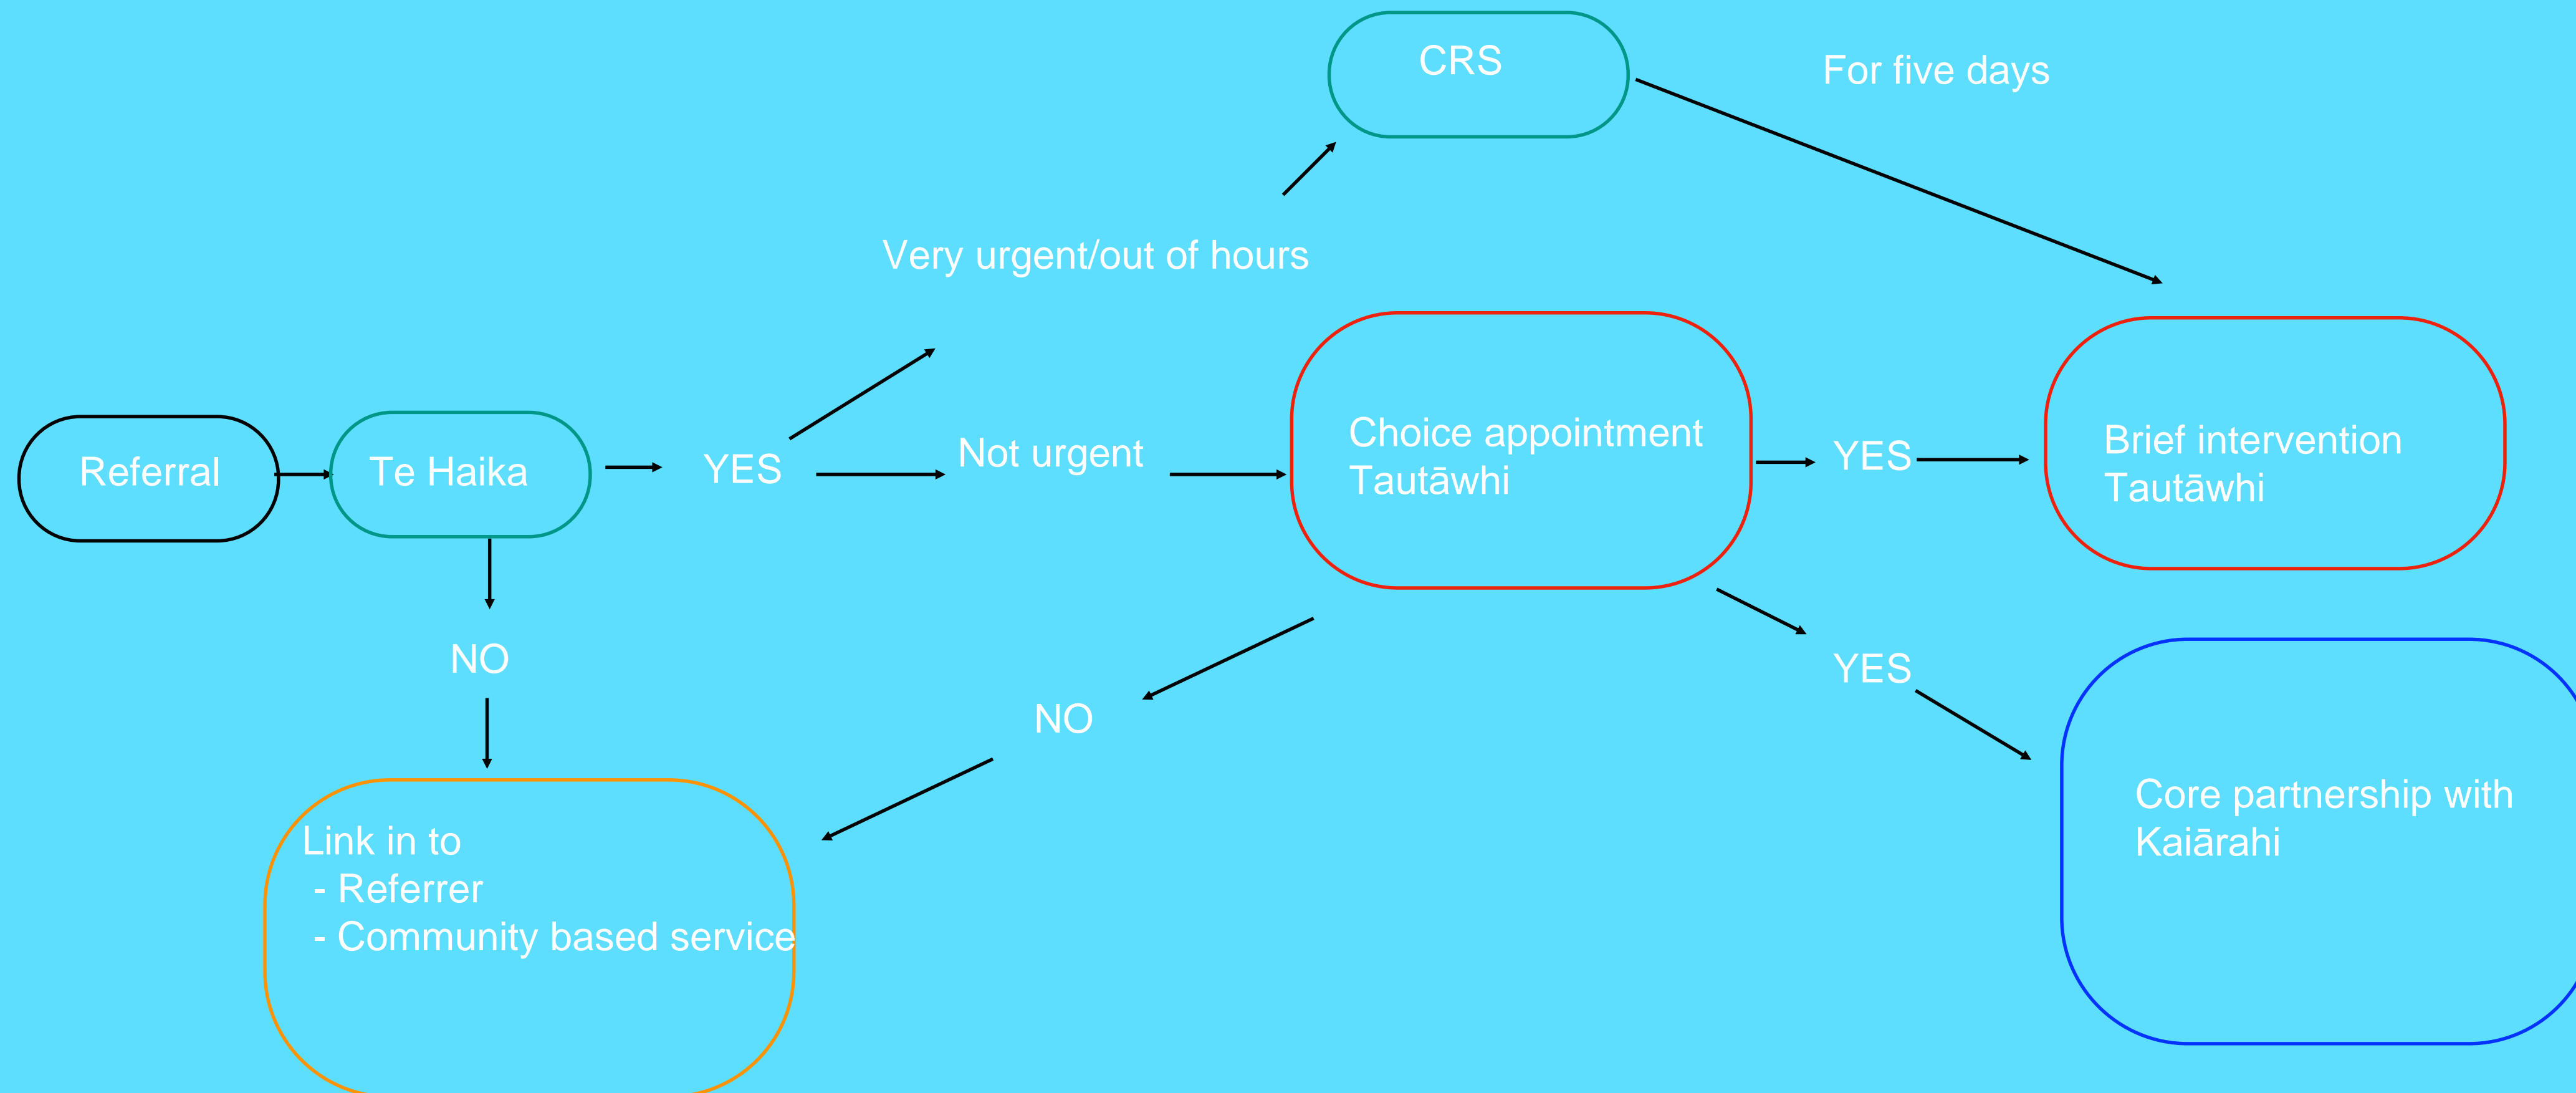 CRS
For five days
Very urgent/out of hours
Referral
Te Haika
YES
Not urgent
Choice appointment
Tautāwhi
YES
Brief intervention
Tautāwhi
NO
NO
YES
Link in to
- Referrer
- Community based service
Core partnership with
Kaiārahi